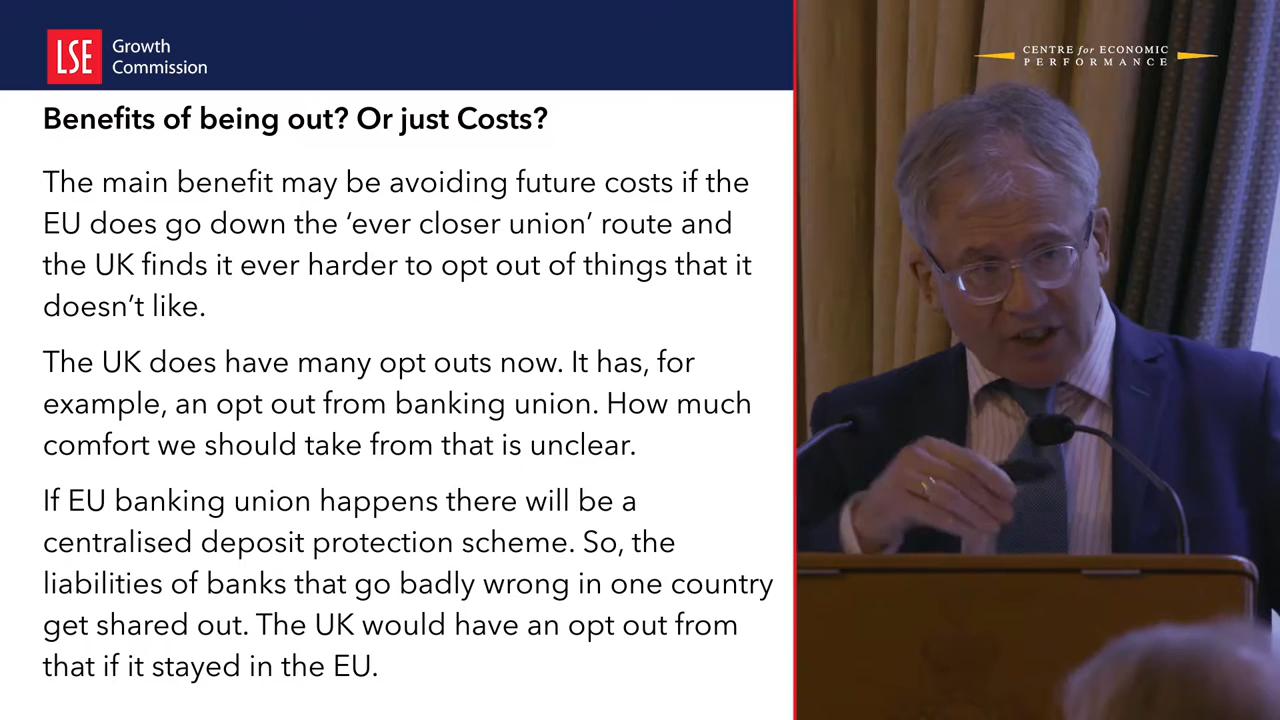 LSE
Growth
Commission
CENTRE for ECONOMIC
PERFORMANCE
Benefits of being out? Or just Costs?
The main benefit may be avoiding future costs if the
EU does go down the ‘ever closer union’ route and
the UK finds it ever harder to opt out of things that it
doesn’t like.
The UK does have many opt outs now. It has, for
example, an opt out from banking union. How much
comfort we should take from that is unclear.
If EU banking union happens there will be a
centralised deposit protection scheme. So, the
liabilities of banks that go badly wrong in one country
get shared out. The UK would have an opt out from
that if it stayed in the EU.